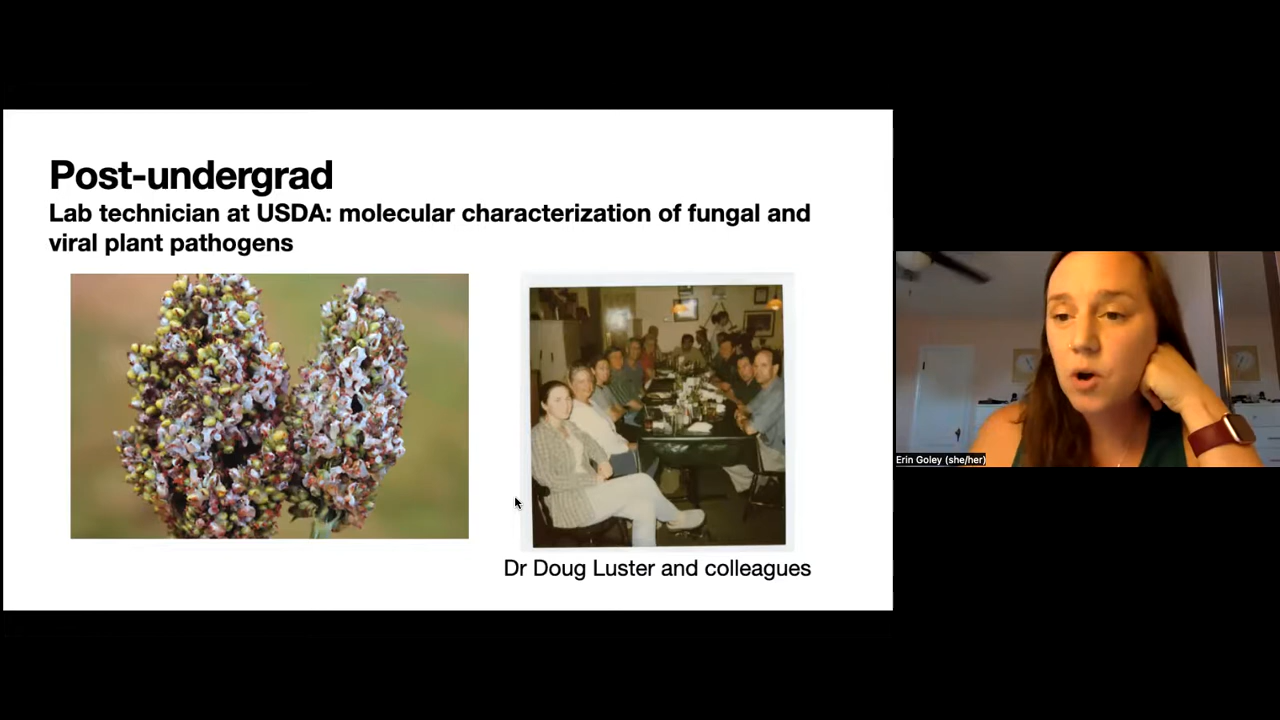 Post-undergrad
Lab technician at USDA: molecular characterization of fungal and
viral plant pathogens
Dr Doug Luster and colleagues
Erin Goley (she/her)